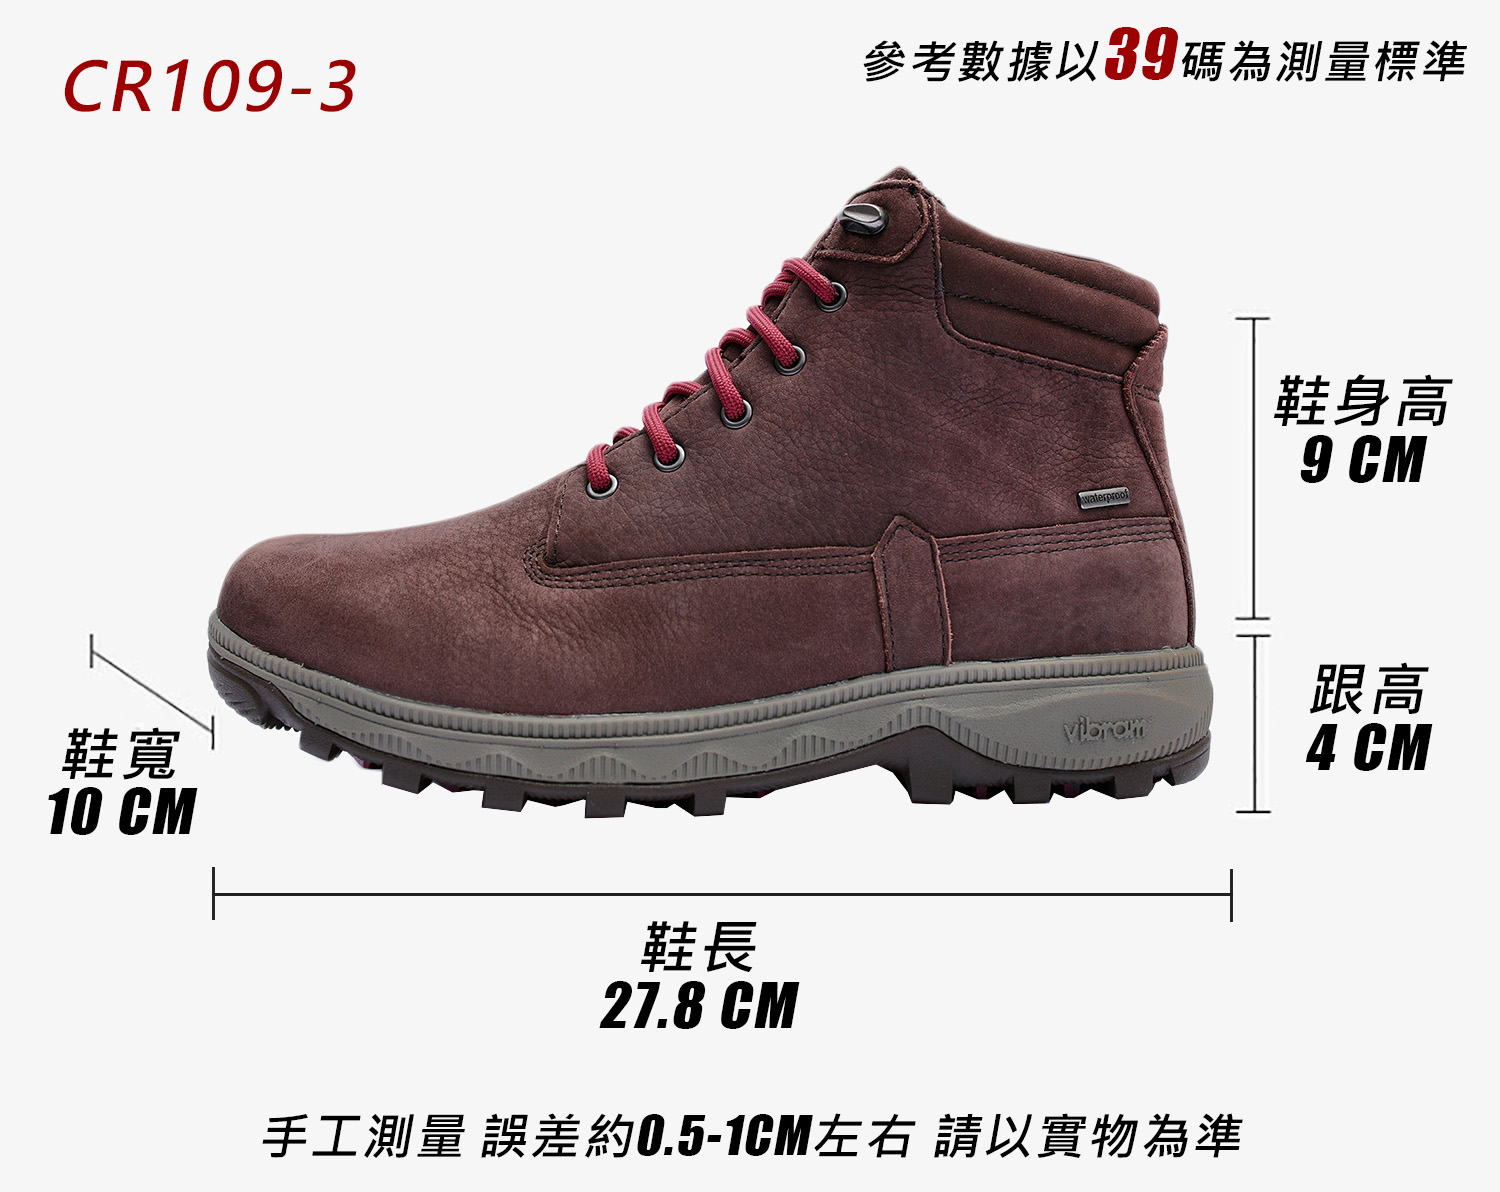 CR109-3
參考數據以39碼為測量標準
waterproof
鞋身高
9 CM
跟高
4 CM
vibram
鞋寬
10 CM
鞋長
27.8 CM
手工測量 誤差約0.5-1CM左右 請以實物為準